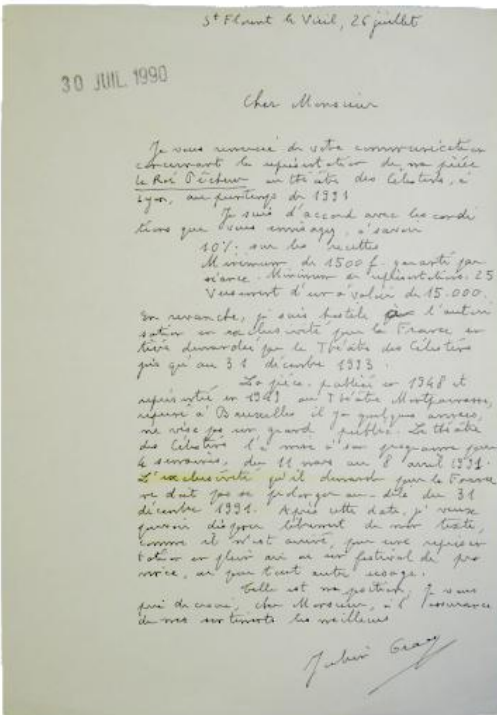 St Florent le Vieil, 26 juillet
30 JUIL. 1990
Cher Monsieur
Je vous remercie de votre communication
concernant la représentation de ma pièce
Le Roi Pêcheur au théâtre des Célestins, à
Lyon, au printemps de 1991
Je suis d'accord avec les condi
tions que vous envisagez, à savoir
10% sur les recettes
Minimum de 1500 f. garanti par
séance. Minimum de représentations. 25
Versement d'un à valoir de 15.000.
En revanche, je suis hostile à l'autori
sation en exclusivité pour la France en
tière demandée par le Théâtre des Célestins
jusqu'au 31 décembre 1993.
La pièce, publiée en 1948 et
représentée en 1949 au Théâtre Montparnasse,
reprise à Bruxelles il y a quelques années,
ne vise pas un grand public. Le théâtre
des Célestins l'a mise à son programme pour
4 semaines, du 11 mars au 8 avril 1991.
L'exclusivité qu'il demande pour la France
ne doit pas se prolonger au-delà du 31
décembre 1991. Après cette date, je veux
pouvoir disposer librement de mon texte,
comme il m'est arrivé, pour une représen
tation en plein air ou un festival de pro
vince, ou pour tout autre usage.
Telle est ma position. Je vous
prie de croire, cher Monsieur, à l'assurance
de mes sentiments les meilleurs
Julien Gracq